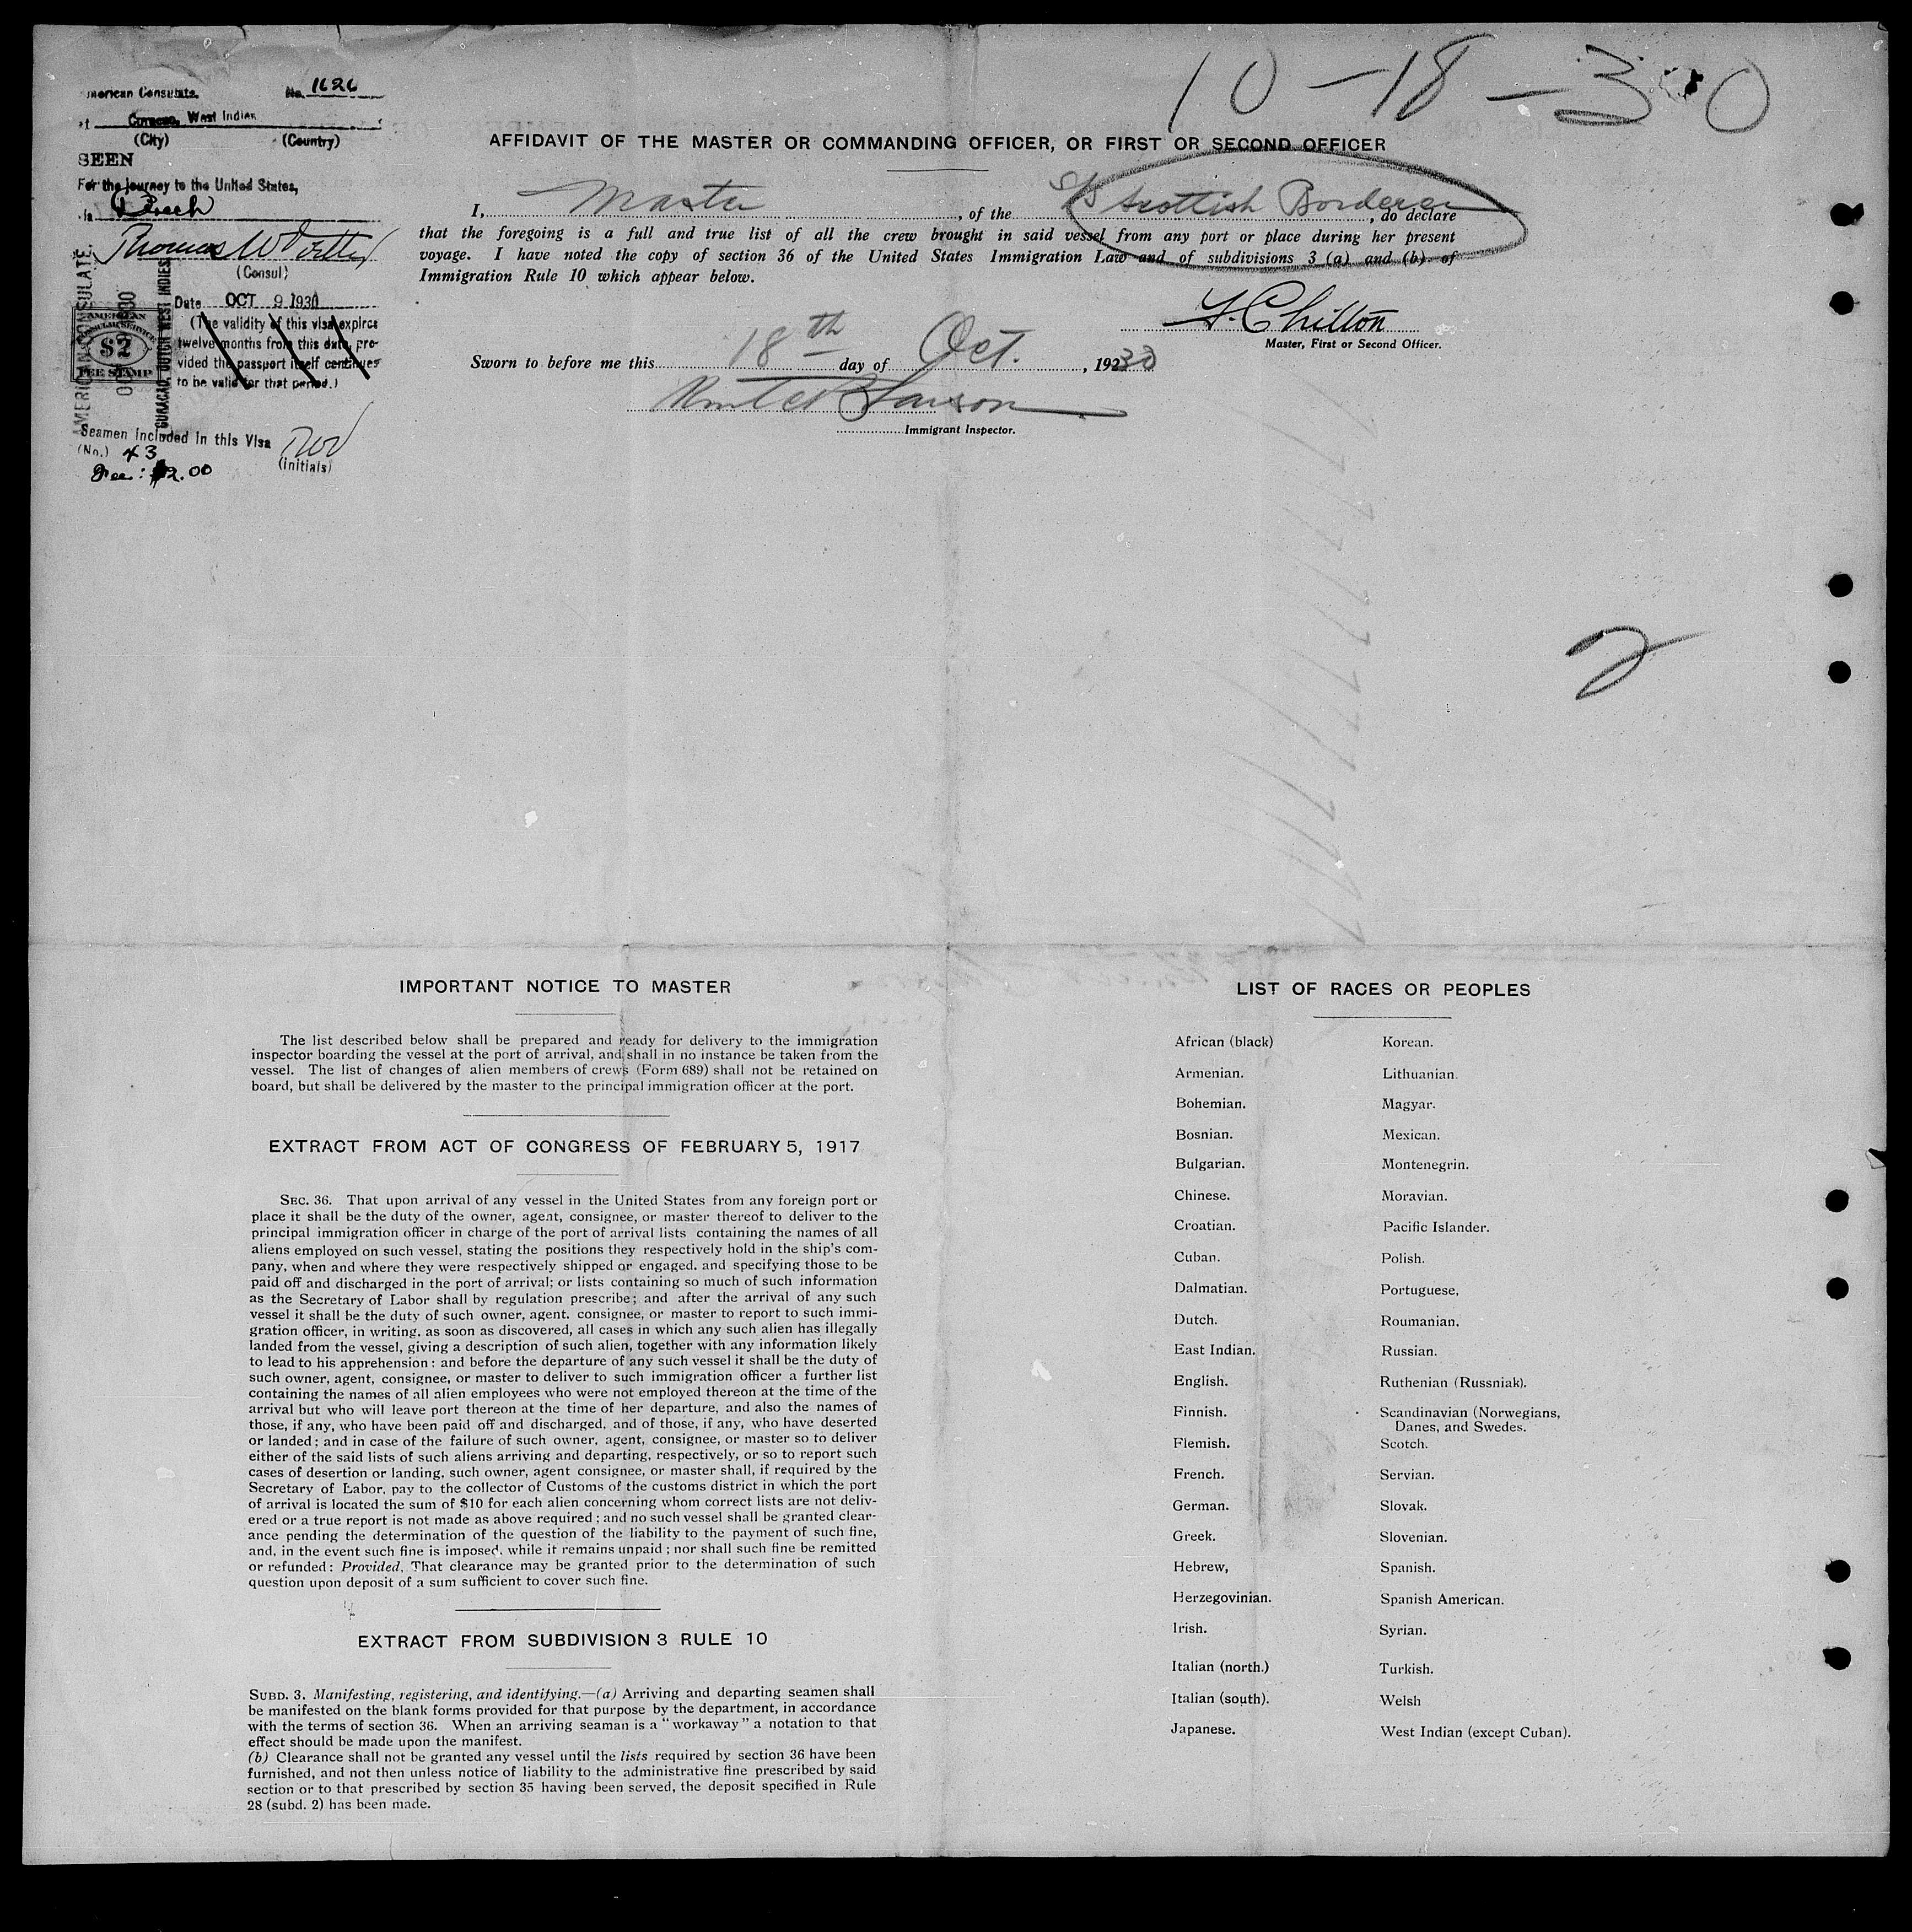 American Consulate, No. 1626
at Curacao, West Indies
(City) (Country)
SEEN
For the journey to the United States,
Thomas W
(Consul)
Date OCT 9 1930
(The validity of this visa expires
twelve months from this date, pro-
vided the passport itself continues
to be valid for that period.)
AMERICAN CONSULATE.
CURACAO, DUTCH WEST INDIES
AMERICAN
CONSULAR SERVICE
$2
FEE STAMP
Seamen included in this Visa
(No.) 43
(initials)
Fee: $2.00
10-18-30
AFFIDAVIT OF THE MASTER OR COMMANDING OFFICER, OR FIRST OR SECOND OFFICER
I, Master, of the S/S Scottish Borderer, do declare
that the foregoing is a full and true list of all the crew brought in said vessel from any port or place during her present
voyage. I have noted the copy of section 36 of the United States Immigration Law and of subdivisions 3 (a) and (b) of
Immigration Rule 10 which appear below.
Chilton
Master, First or Second Officer.
Sworn to before me this 18th day of Oct., 1930
Immigrant Inspector.
2
IMPORTANT NOTICE TO MASTER
The list described below shall be prepared and ready for delivery to the immigration
inspector boarding the vessel at the port of arrival, and shall in no instance be taken from the
vessel. The list of changes of alien members of crews (Form 689) shall not be retained on
board, but shall be delivered by the master to the principal immigration officer at the port.
EXTRACT FROM ACT OF CONGRESS OF FEBRUARY 5, 1917
SEC. 36. That upon arrival of any vessel in the United States from any foreign port or
place it shall be the duty of the owner, agent, consignee, or master thereof to deliver to the
principal immigration officer in charge of the port of arrival lists containing the names of all
aliens employed on such vessel, stating the positions they respectively hold in the ship's com-
pany, when and where they were respectively shipped or engaged, and specifying those to be
paid off and discharged in the port of arrival; or lists containing so much of such information
as the Secretary of Labor shall by regulation prescribe; and after the arrival of any such
vessel it shall be the duty of such owner, agent, consignee, or master to report to such immi-
gration officer, in writing, as soon as discovered, all cases in which any such alien has illegally
landed from the vessel, giving a description of such alien, together with any information likely
to lead to his apprehension: and before the departure of any such vessel it shall be the duty of
such owner, agent, consignee, or master to deliver to such immigration officer a further list
containing the names of all alien employees who were not employed thereon at the time of the
arrival but who will leave port thereon at the time of her departure, and also the names of
those, if any, who have been paid off and discharged, and of those, if any, who have deserted
or landed; and in case of the failure of such owner, agent, consignee, or master so to deliver
either of the said lists of such aliens arriving and departing, respectively, or so to report such
cases of desertion or landing, such owner, agent consignee, or master shall, if required by the
Secretary of Labor, pay to the collector of Customs of the customs district in which the port
of arrival is located the sum of $10 for each alien concerning whom correct lists are not deliv-
ered or a true report is not made as above required; and no such vessel shall be granted clear-
ance pending the determination of the question of the liability to the payment of such fine,
and, in the event such fine is imposed, while it remains unpaid; nor shall such fine be remitted
or refunded: Provided, That clearance may be granted prior to the determination of such
question upon deposit of a sum sufficient to cover such fine.
EXTRACT FROM SUBDIVISION 3 RULE 10
SUBD. 3. Manifesting, registering, and identifying.—(a) Arriving and departing seamen shall
be manifested on the blank forms provided for that purpose by the department, in accordance
with the terms of section 36. When an arriving seaman is a "workaway" a notation to that
effect should be made upon the manifest.
(b) Clearance shall not be granted any vessel until the lists required by section 36 have been
furnished, and not then unless notice of liability to the administrative fine prescribed by said
section or to that prescribed by section 35 having been served, the deposit specified in Rule
28 (subd. 2) has been made.
LIST OF RACES OR PEOPLES
African (black)
Armenian.
Bohemian.
Bosnian.
Bulgarian.
Chinese.
Croatian.
Cuban.
Dalmatian.
Dutch.
East Indian.
English.
Finnish.
Flemish.
French.
German.
Greek.
Hebrew,
Herzegovinian.
Irish.
Italian (north.)
Italian (south).
Japanese.
Korean.
Lithuanian.
Magyar.
Mexican.
Montenegrin.
Moravian.
Pacific Islander.
Polish.
Portuguese,
Roumanian.
Russian.
Ruthenian (Russniak).
Scandinavian (Norwegians,
Danes, and Swedes.
Scotch.
Servian.
Slovak.
Slovenian.
Spanish.
Spanish American.
Syrian.
Turkish.
Welsh
West Indian (except Cuban).